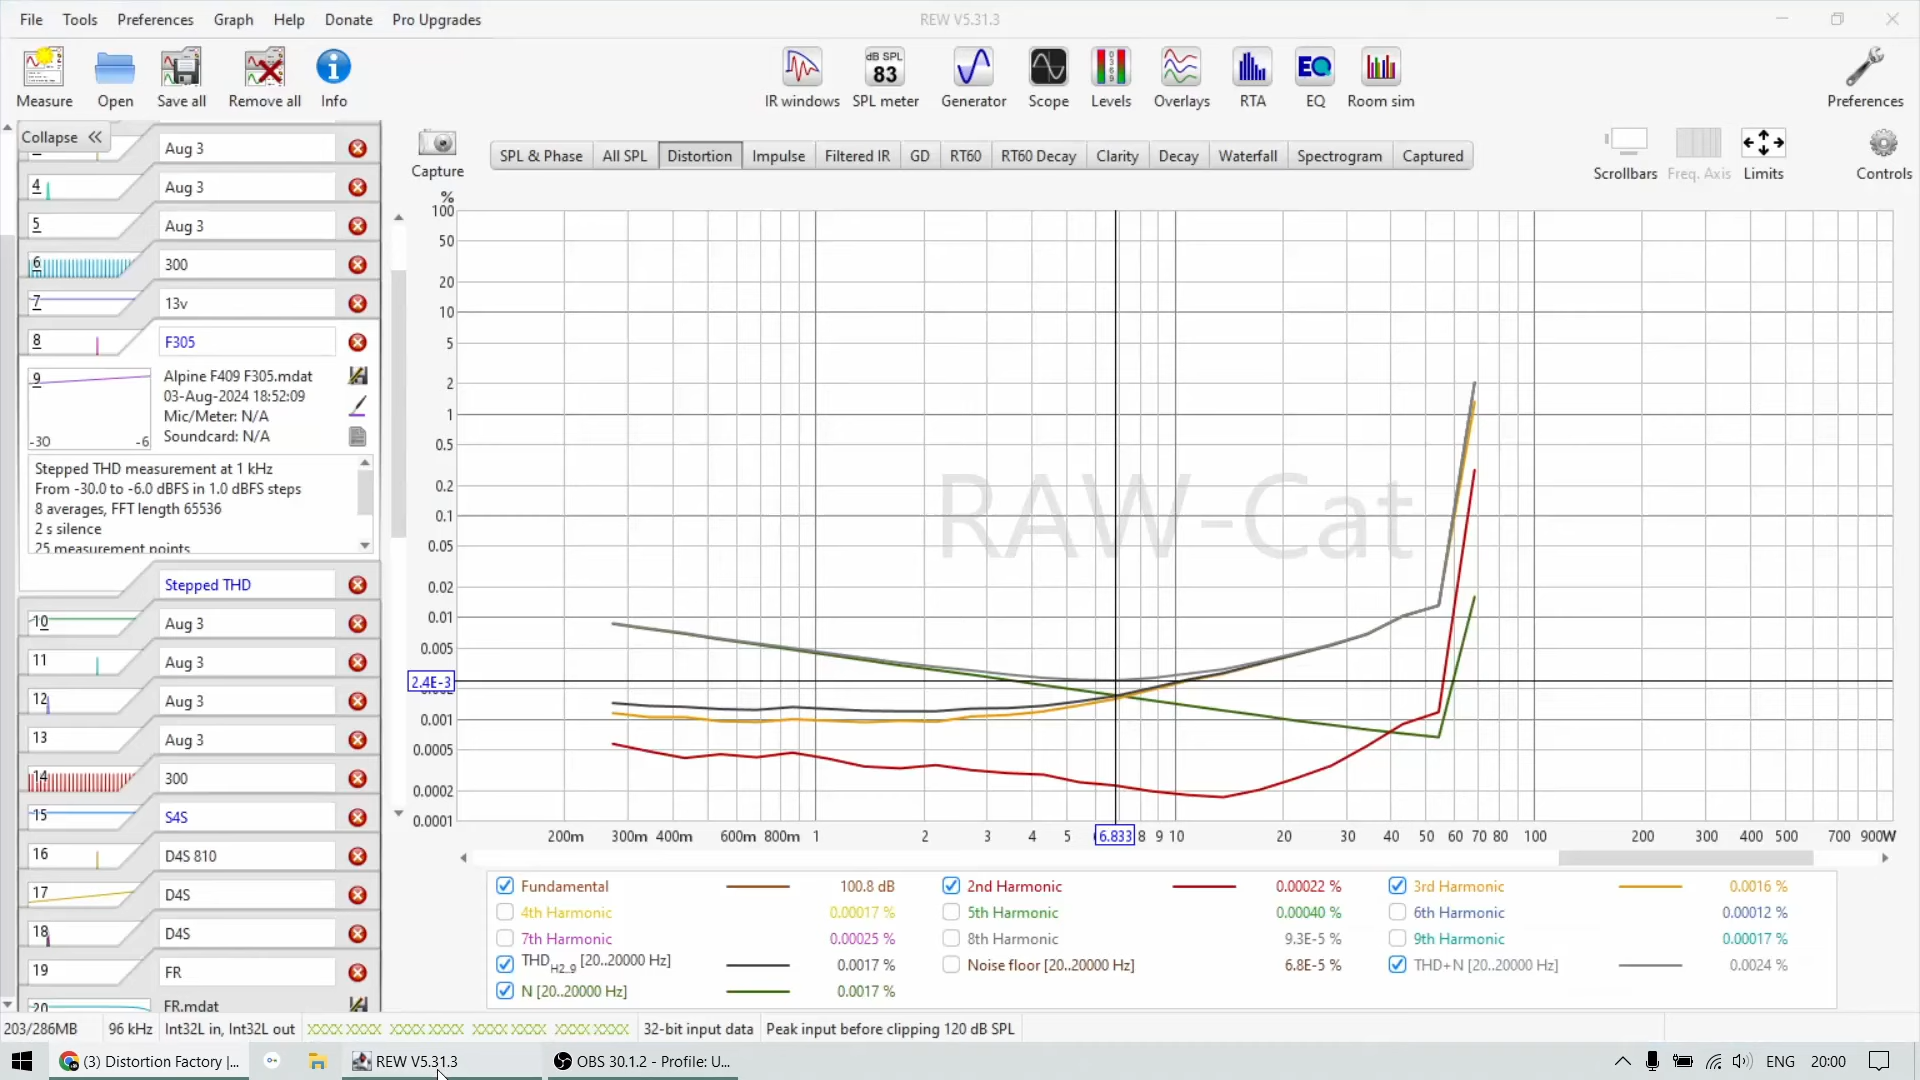 File Tools Preferences Graph Help Donate Pro Upgrades
REW V5.31.3
dB SPL
83
Measure Open Save all Remove all Info
IR windows SPL meter Generator Scope Levels Overlays RTA EQ Room sim
Preferences
Collapse
Capture
SPL & Phase All SPL Distortion Impulse Filtered IR GD RT60 RT60 Decay Clarity Decay Waterfall Spectrogram Captured
Scrollbars Freq. Axis Limits Controls
Aug 3
4 Aug 3
5 Aug 3
6 300
7 13v
8 F305
9
Alpine F409 F305.mdat
03-Aug-2024 18:52:09
Mic/Meter: N/A
Soundcard: N/A
-30 -6
Stepped THD measurement at 1 kHz
From -30.0 to -6.0 dBFS in 1.0 dBFS steps
8 averages, FFT length 65536
2 s silence
25 measurement points
Stepped THD
10 Aug 3
11 Aug 3
12 Aug 3
13 Aug 3
14 300
15 S4S
16 D4S 810
17 D4S
18 D4S
19 FR
20 FR.mdat
%
100
50
20
10
5
2
1
0.5
0.2
0.1
0.05
0.02
0.01
0.005
2.4E-3
0.001
0.0005
0.0002
0.0001
RAW-Cat
200m 300m 400m 600m 800m 1 2 3 4 5 6.833 8 9 10 20 30 40 50 60 70 80 100 200 300 400 500 700 900W
Fundamental 100.8 dB 2nd Harmonic 0.00022 % 3rd Harmonic 0.0016 %
4th Harmonic 0.00017 % 5th Harmonic 0.00040 % 6th Harmonic 0.00012 %
7th Harmonic 0.00025 % 8th Harmonic 9.3E-5 % 9th Harmonic 0.00017 %
THD H2..9 [20..20000 Hz] 0.0017 % Noise floor [20..20000 Hz] 6.8E-5 % THD+N [20..20000 Hz] 0.0024 %
N [20..20000 Hz] 0.0017 %
203/286MB 96 kHz Int32L in, Int32L out XXXX XXXX XXXX XXXX XXXX XXXX XXXX XXXX 32-bit input data Peak input before clipping 120 dB SPL
(3) Distortion Factory |... REW V5.31.3 OBS 30.1.2 - Profile: U... ENG 20:00